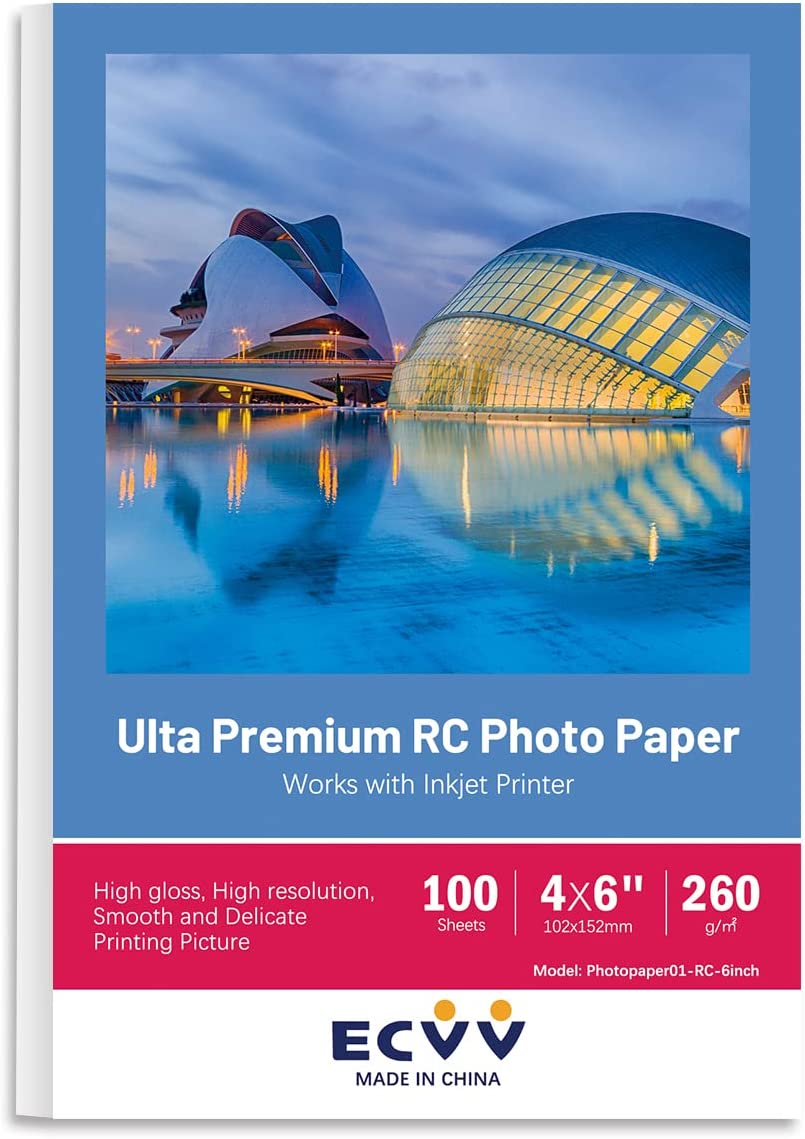 Ulta Premium RC Photo Paper
Works with Inkjet Printer
High gloss, High resolution,
Smooth and Delicate
Printing Picture
100
Sheets
4X6"
102x152mm
260
g/㎡
Model: Photopaper01-RC-6inch
ECVV
MADE IN CHINA